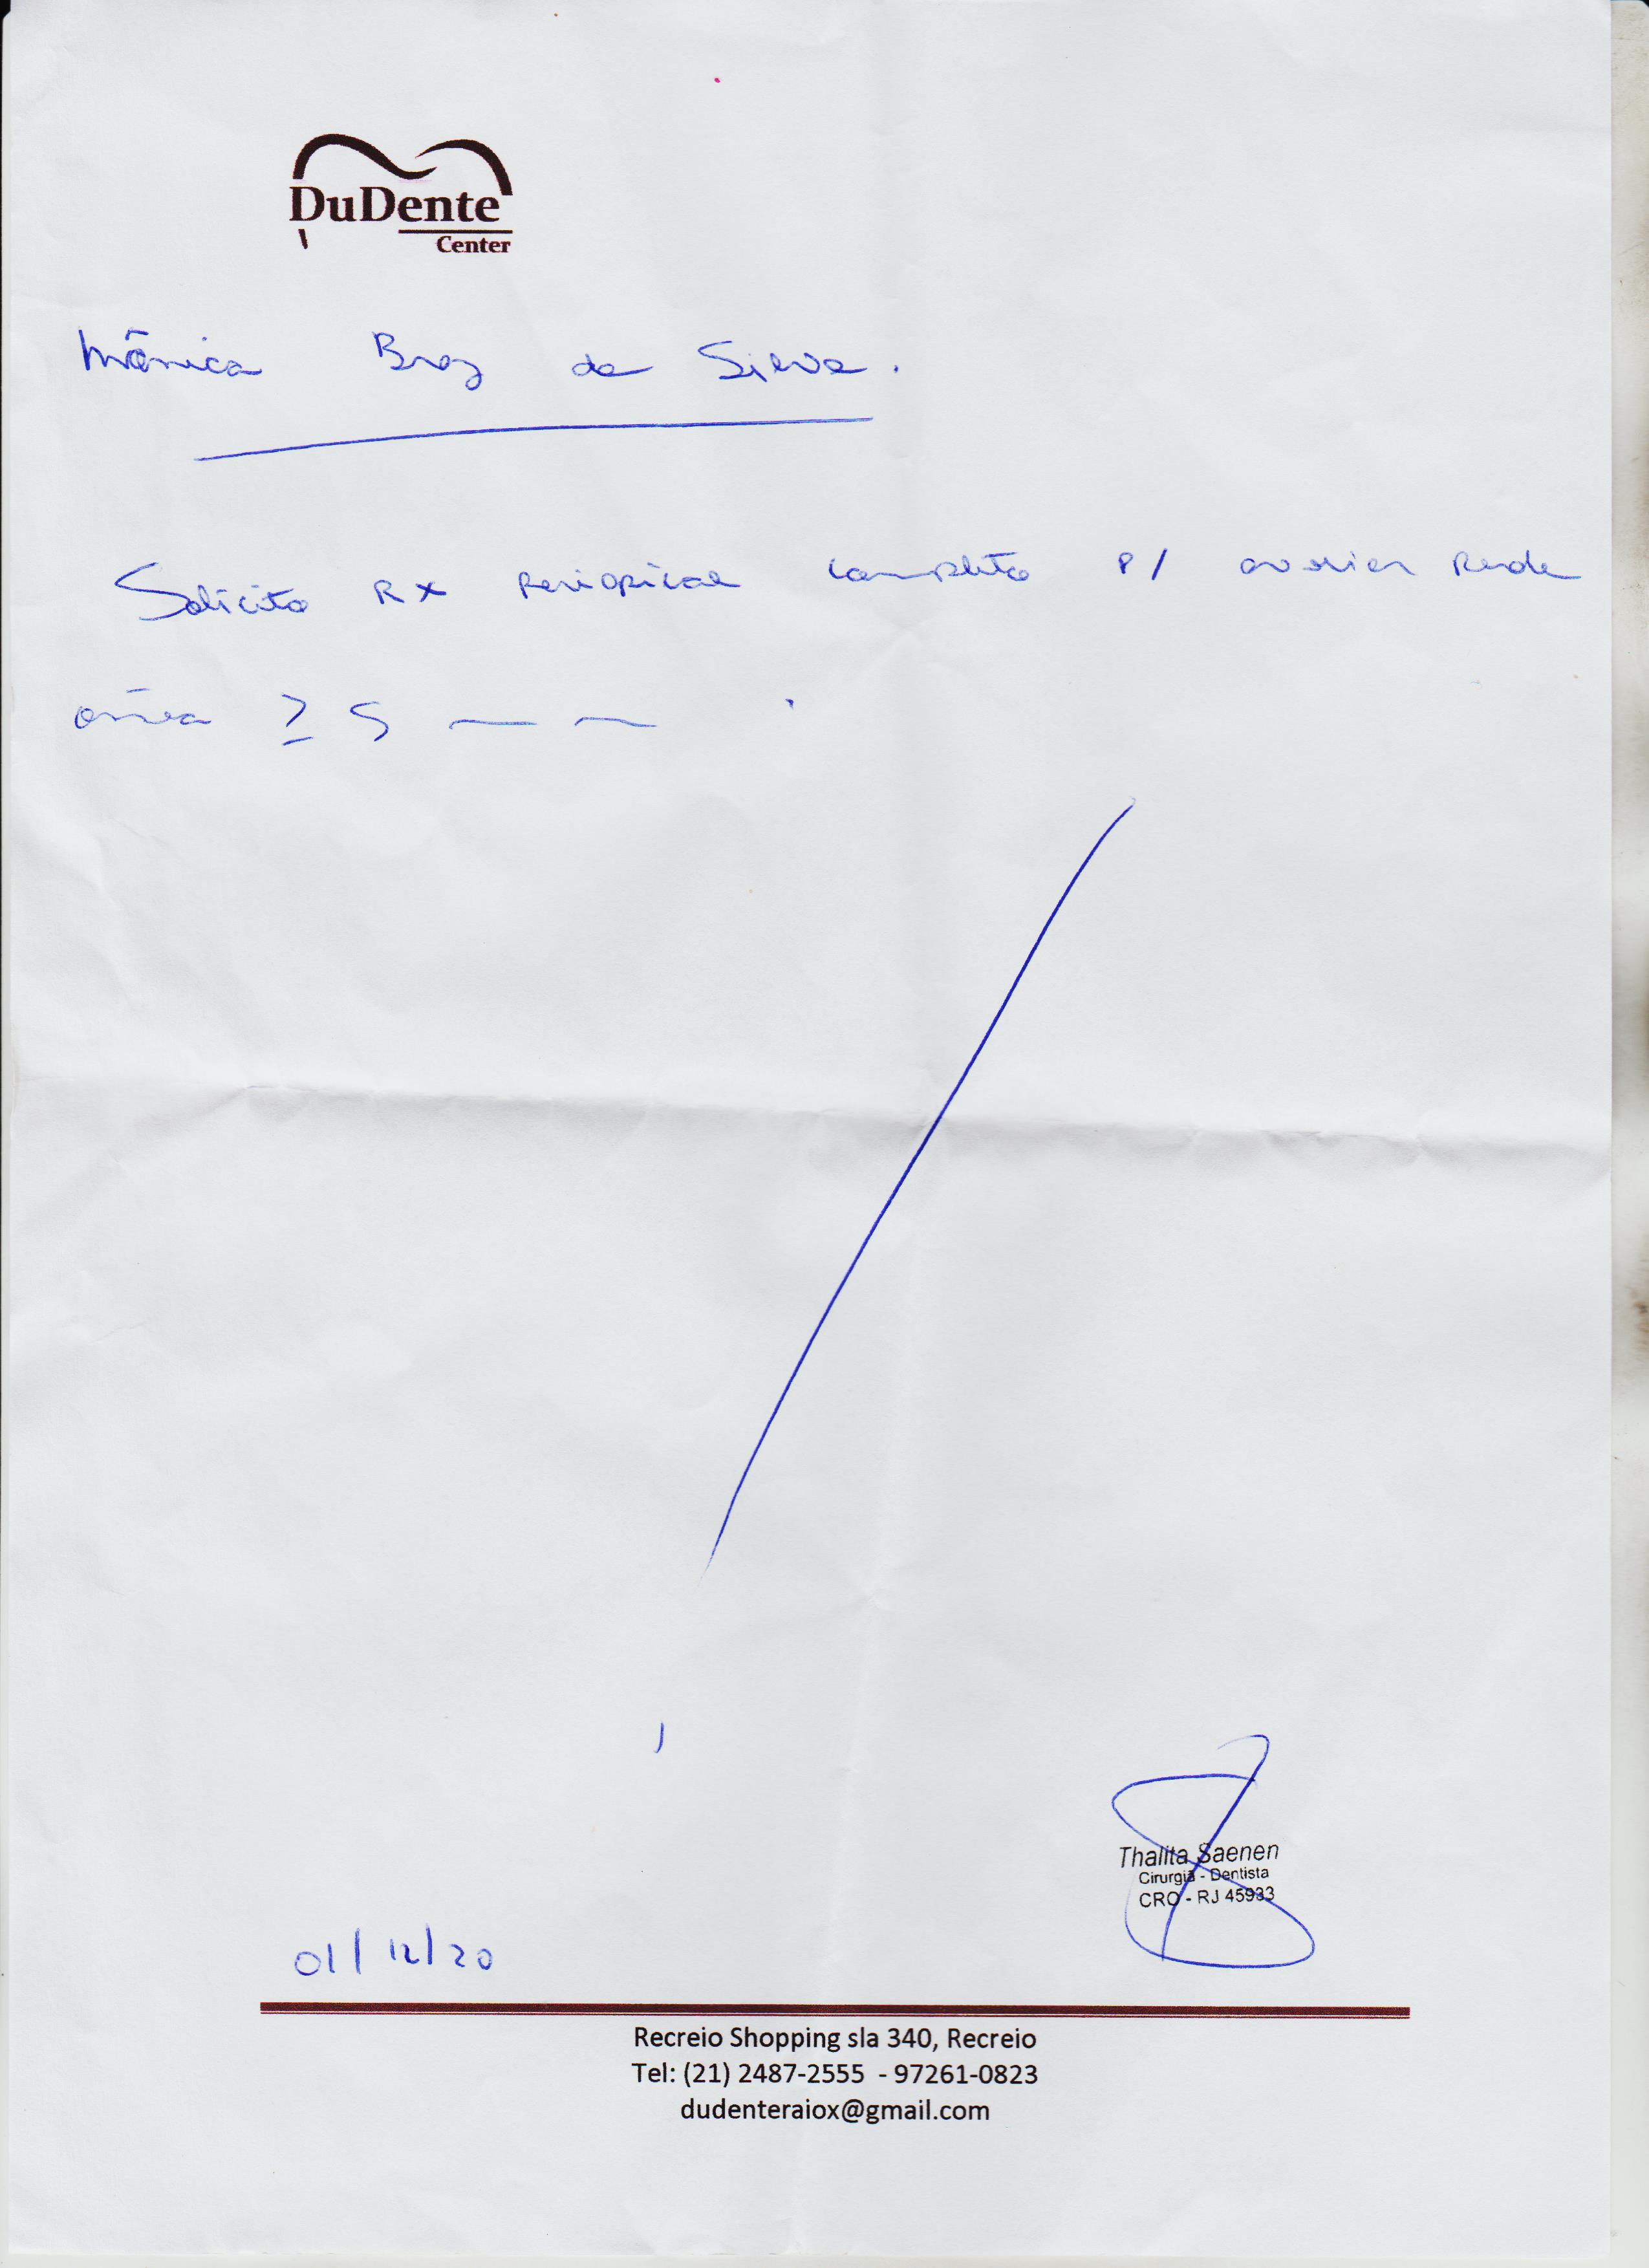 DuDente
Center
Mônica Braz da Silva.
Solicito Rx Periapical completo P/ avaliar Perda
óssea ≥ 5 mm
Thalita Saenen
Cirurgiã - Dentista
CRO - RJ 45933
01/12/20
Recreio Shopping sla 340, Recreio
Tel: (21) 2487-2555 - 97261-0823
dudenteraiox@gmail.com